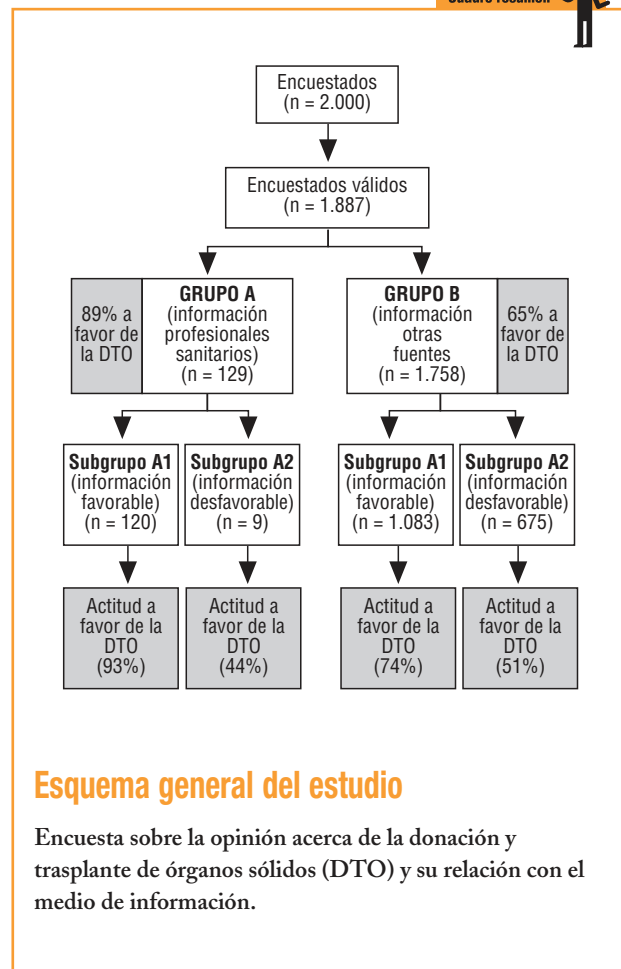 Cuadro resumen
Encuestados
(n = 2.000)
Encuestados válidos
(n = 1.887)
89% a
favor de
la DTO
GRUPO A
(información
profesionales
sanitarios)
(n = 129)
GRUPO B
(información
otras
fuentes
(n = 1.758)
65% a
favor de
la DTO
Subgrupo A1
(información
favorable)
(n = 120)
Subgrupo A2
(información
desfavorable)
(n = 9)
Subgrupo A1
(información
favorable)
(n = 1.083)
Subgrupo A2
(información
desfavorable)
(n = 675)
Actitud a
favor de la
DTO
(93%)
Actitud a
favor de la
DTO
(44%)
Actitud a
favor de la
DTO
(74%)
Actitud a
favor de la
DTO
(51%)
Esquema general del estudio
Encuesta sobre la opinión acerca de la donación y
trasplante de órganos sólidos (DTO) y su relación con el
medio de información.